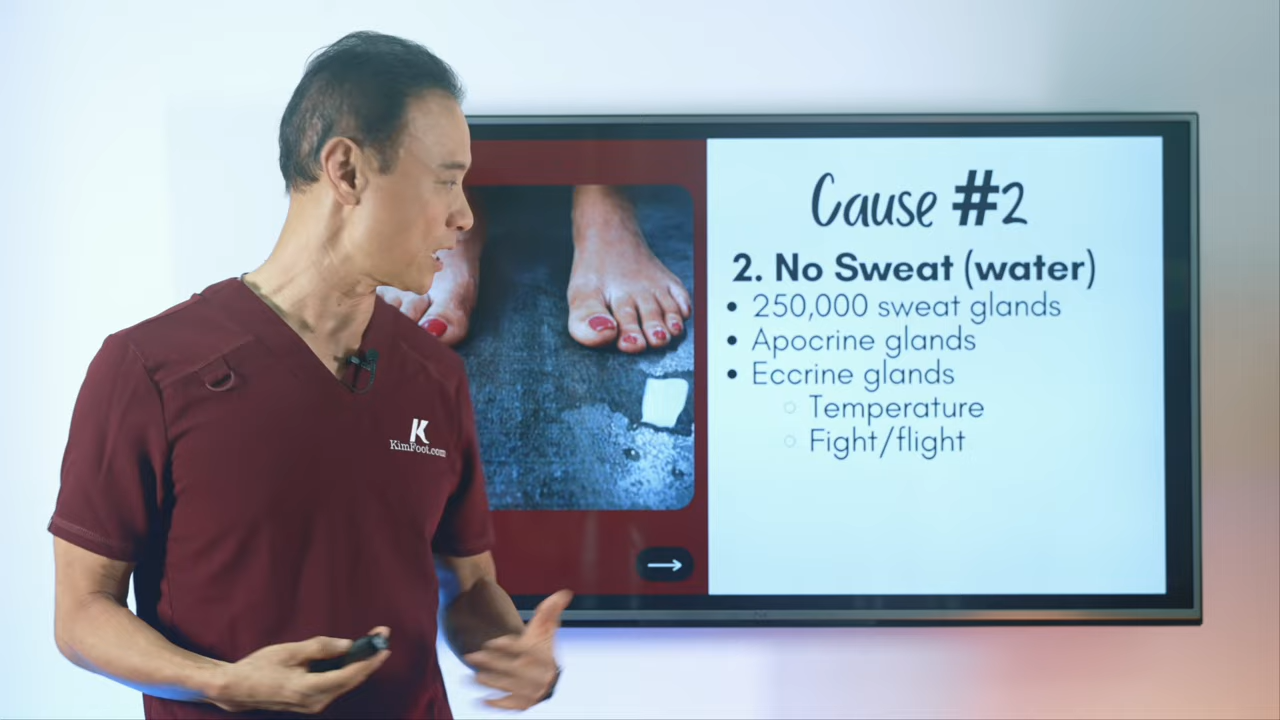 Cause #2
2. No Sweat (water)
• 250,000 sweat glands
• Apocrine glands
• Eccrine glands
○ Temperature
○ Fight/flight
K
KimFoot.com